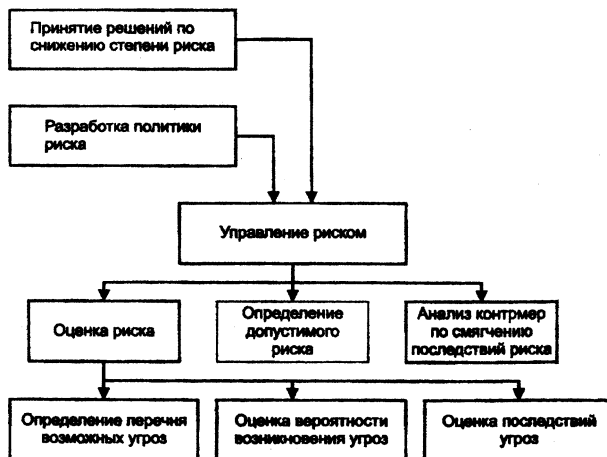 Принятие решений по
снижению степени риска
Разработка политики
риска
Управление риском
Оценка риска
Определение
допустимого
риска
Анализ контрмер
по смягчению
последствий риска
Определение перечня
возможных угроз
Оценка вероятности
возникновения угроз
Оценка последствий
угроз